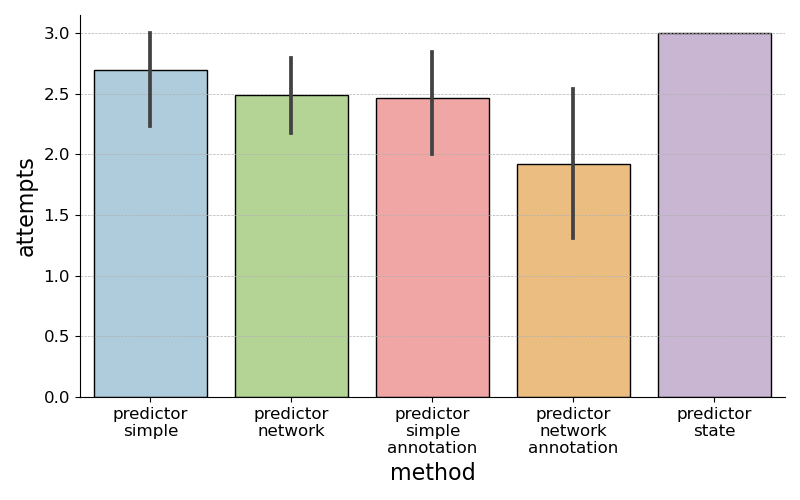 3.0
2.5
2.0
1.5
1.0
0.5
0.0
attempts
predictor
simple
predictor
network
predictor
simple
annotation
predictor
network
annotation
predictor
state
method